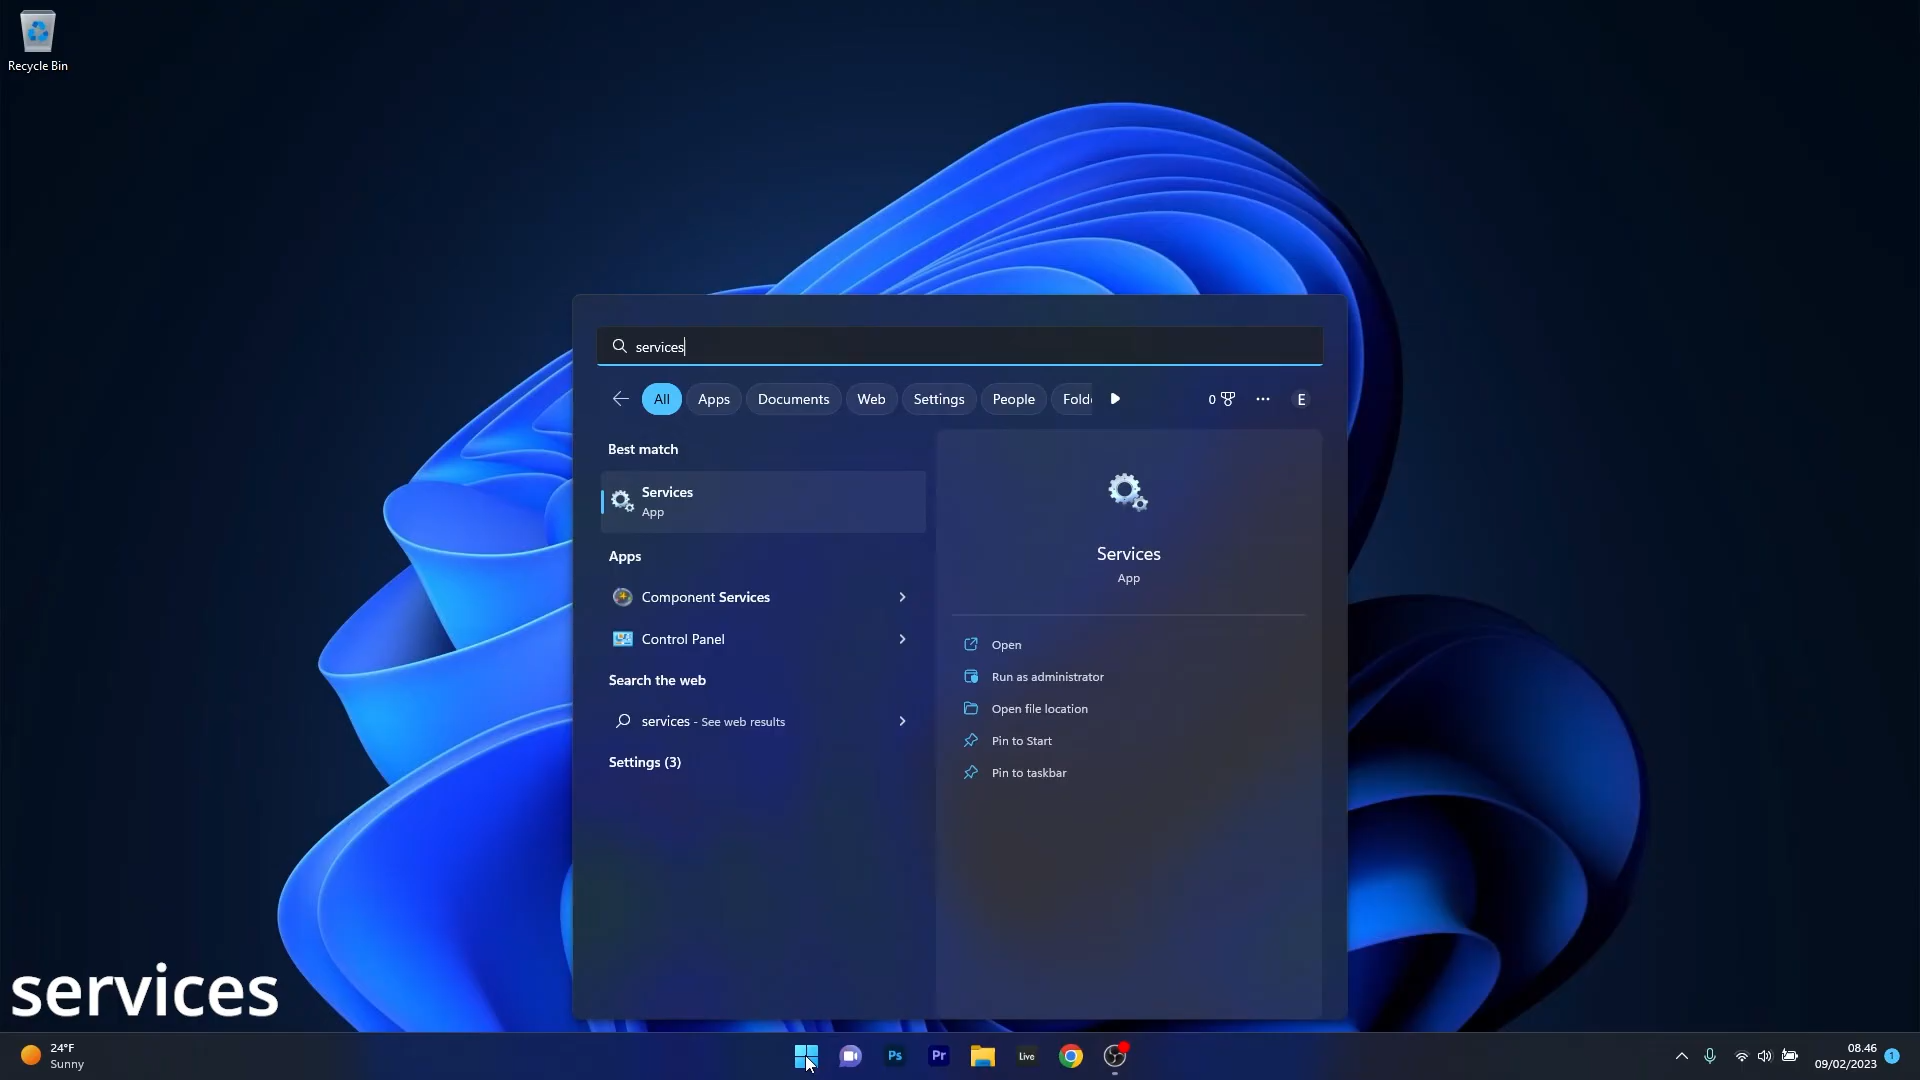 Recycle Bin
services
All
Apps
Documents
Web
Settings
People
Fold
0
E
Best match
Services
App
Apps
Component Services
Control Panel
Search the web
services - See web results
Settings (3)
Services
App
Open
Run as administrator
Open file location
Pin to Start
Pin to taskbar
services
24°F
Sunny
Ps
Pr
Live
08.46
09/02/2023
1